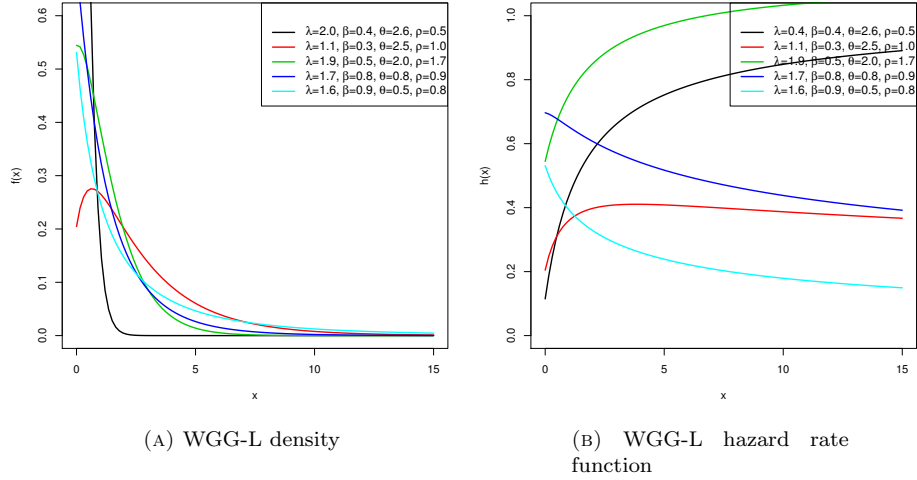 λ=2.0, β=0.4, θ=2.6, ρ=0.5
λ=1.1, β=0.3, θ=2.5, ρ=1.0
λ=1.9, β=0.5, θ=2.0, ρ=1.7
λ=1.7, β=0.8, θ=0.8, ρ=0.9
λ=1.6, β=0.9, θ=0.5, ρ=0.8
f(x)
0.6
0.5
0.4
0.3
0.2
0.1
0.0
0 5 10 15
x
(A) WGG-L density
λ=0.4, β=0.4, θ=2.6, ρ=0.5
λ=1.1, β=0.3, θ=2.5, ρ=1.0
λ=1.9, β=0.5, θ=2.0, ρ=1.7
λ=1.7, β=0.8, θ=0.8, ρ=0.9
λ=1.6, β=0.9, θ=0.5, ρ=0.8
h(x)
1.0
0.8
0.6
0.4
0.2
0.0
0 5 10 15
x
(B) WGG-L hazard rate
function